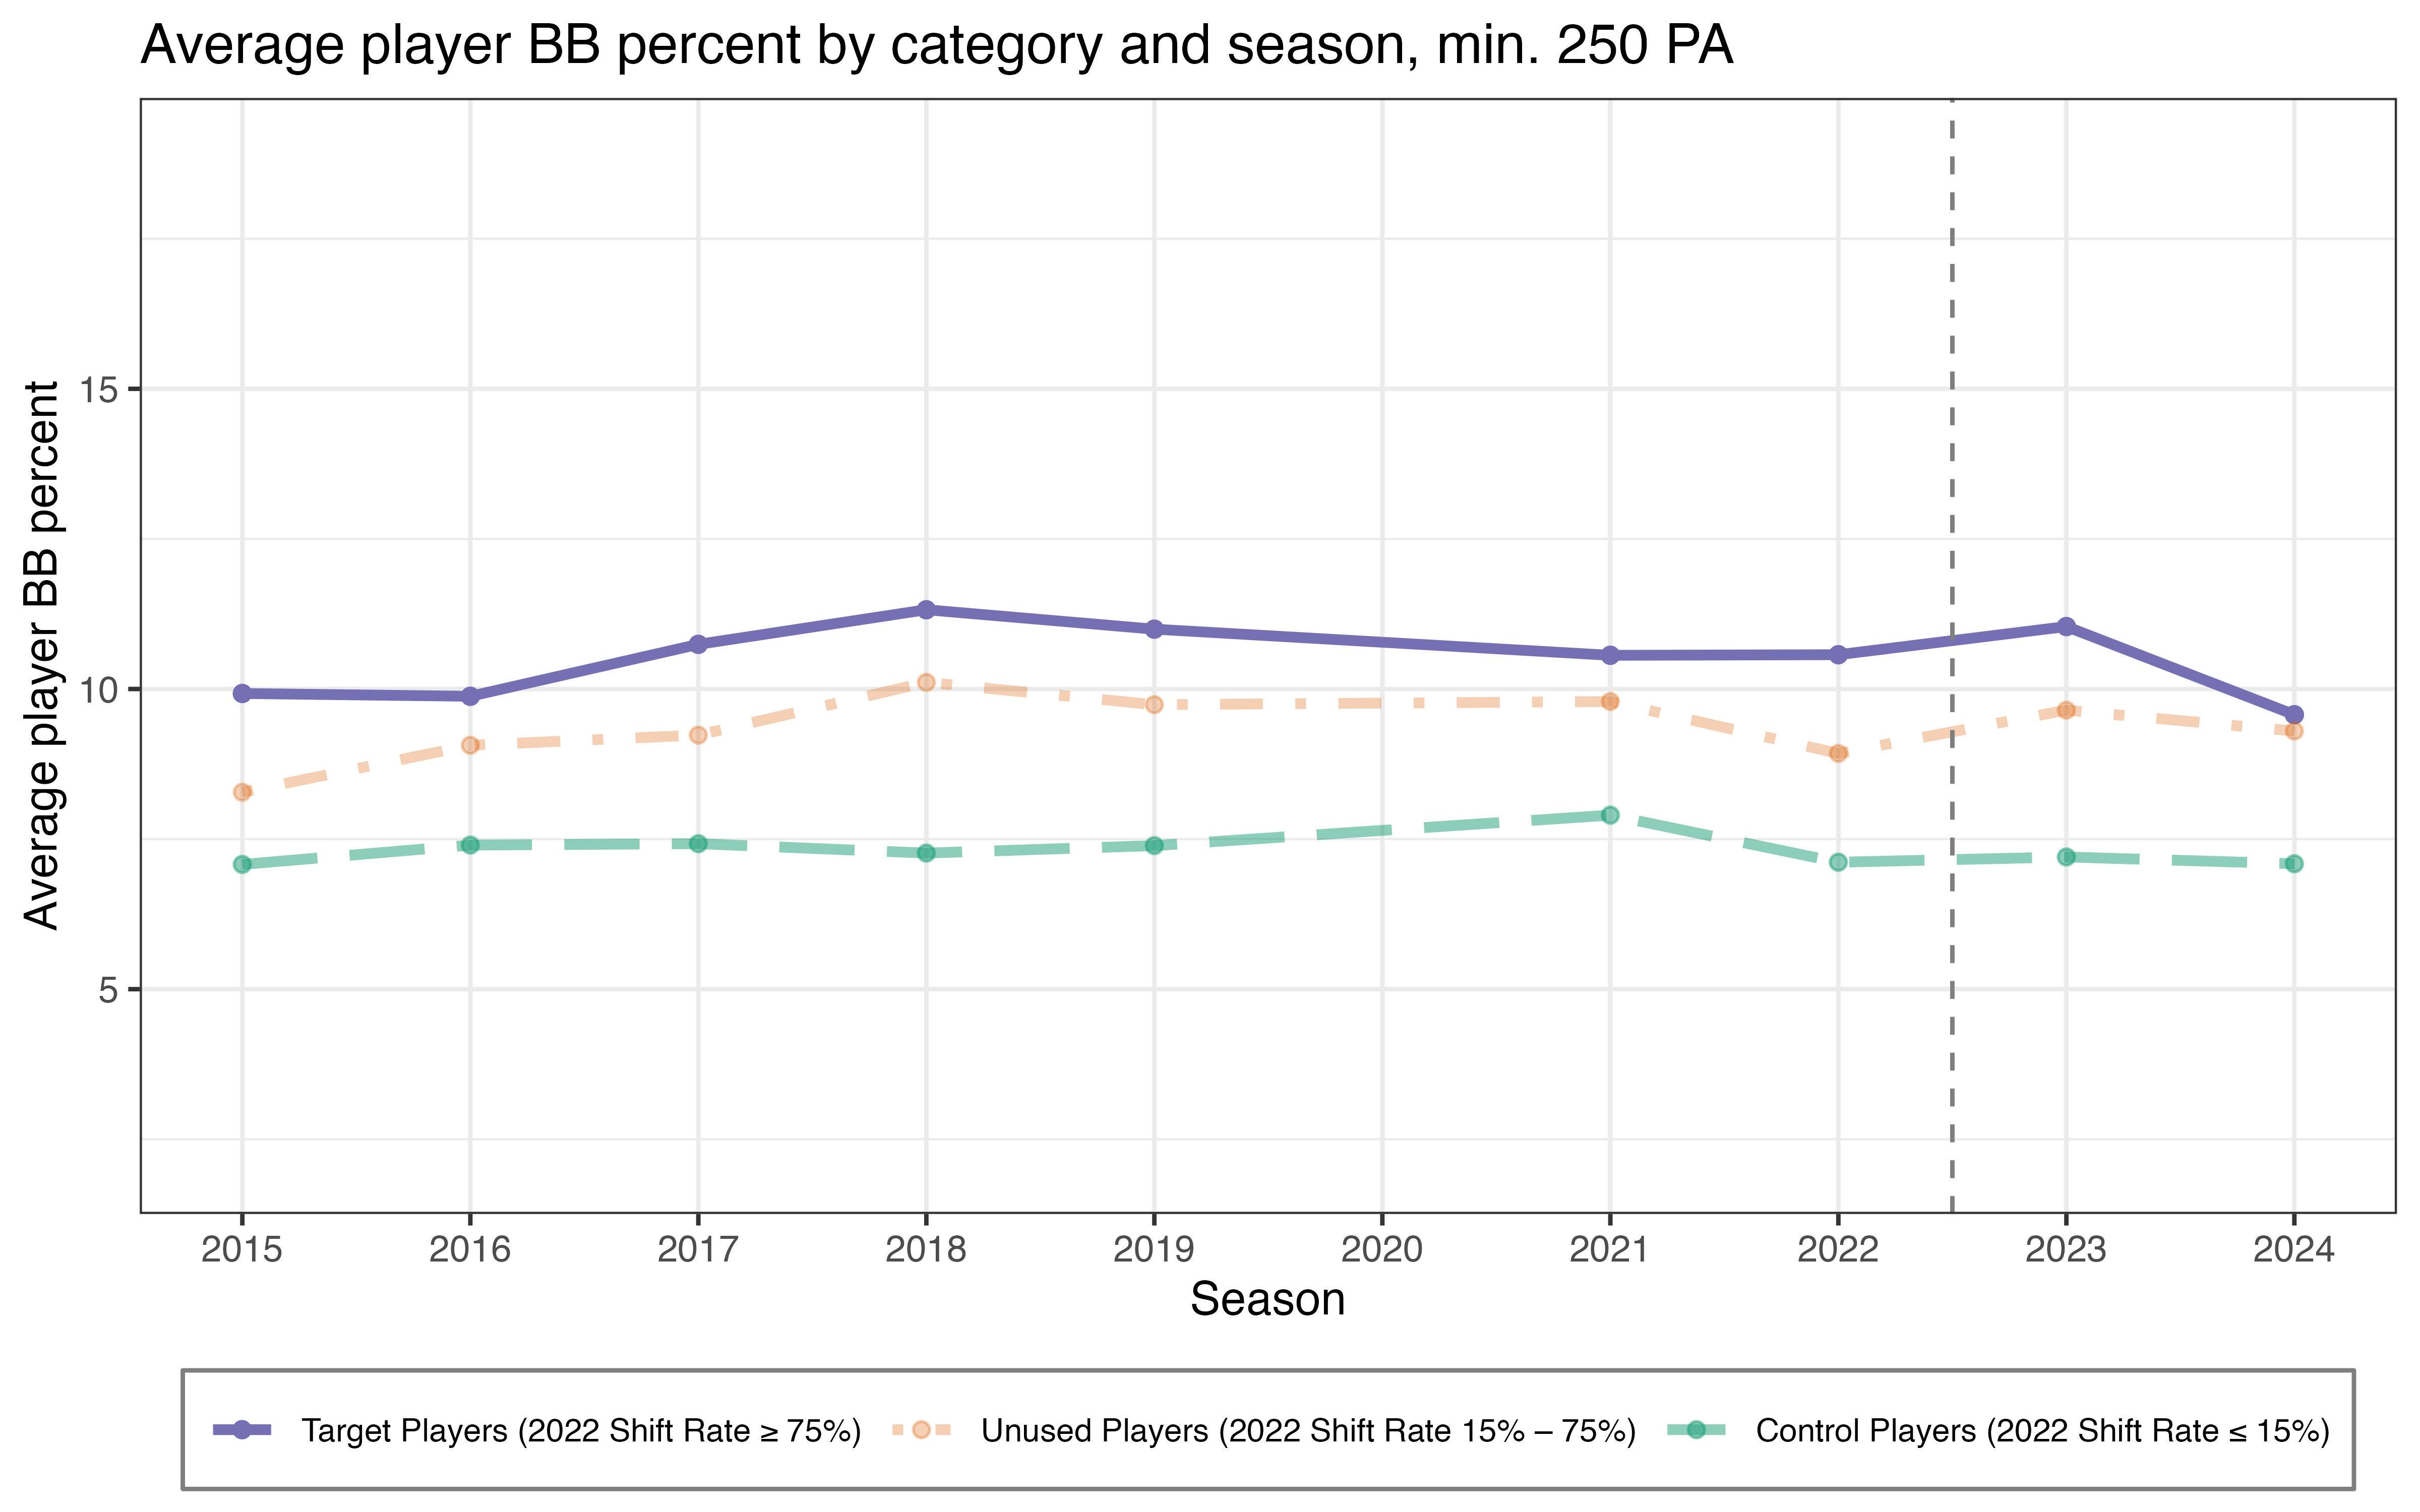 Average player BB percent by category and season, min. 250 PA
Average player BB percent
15
10
5
2015 2016 2017 2018 2019 2020 2021 2022 2023 2024
Season
Target Players (2022 Shift Rate ≥ 75%) Unused Players (2022 Shift Rate 15% – 75%) Control Players (2022 Shift Rate ≤ 15%)